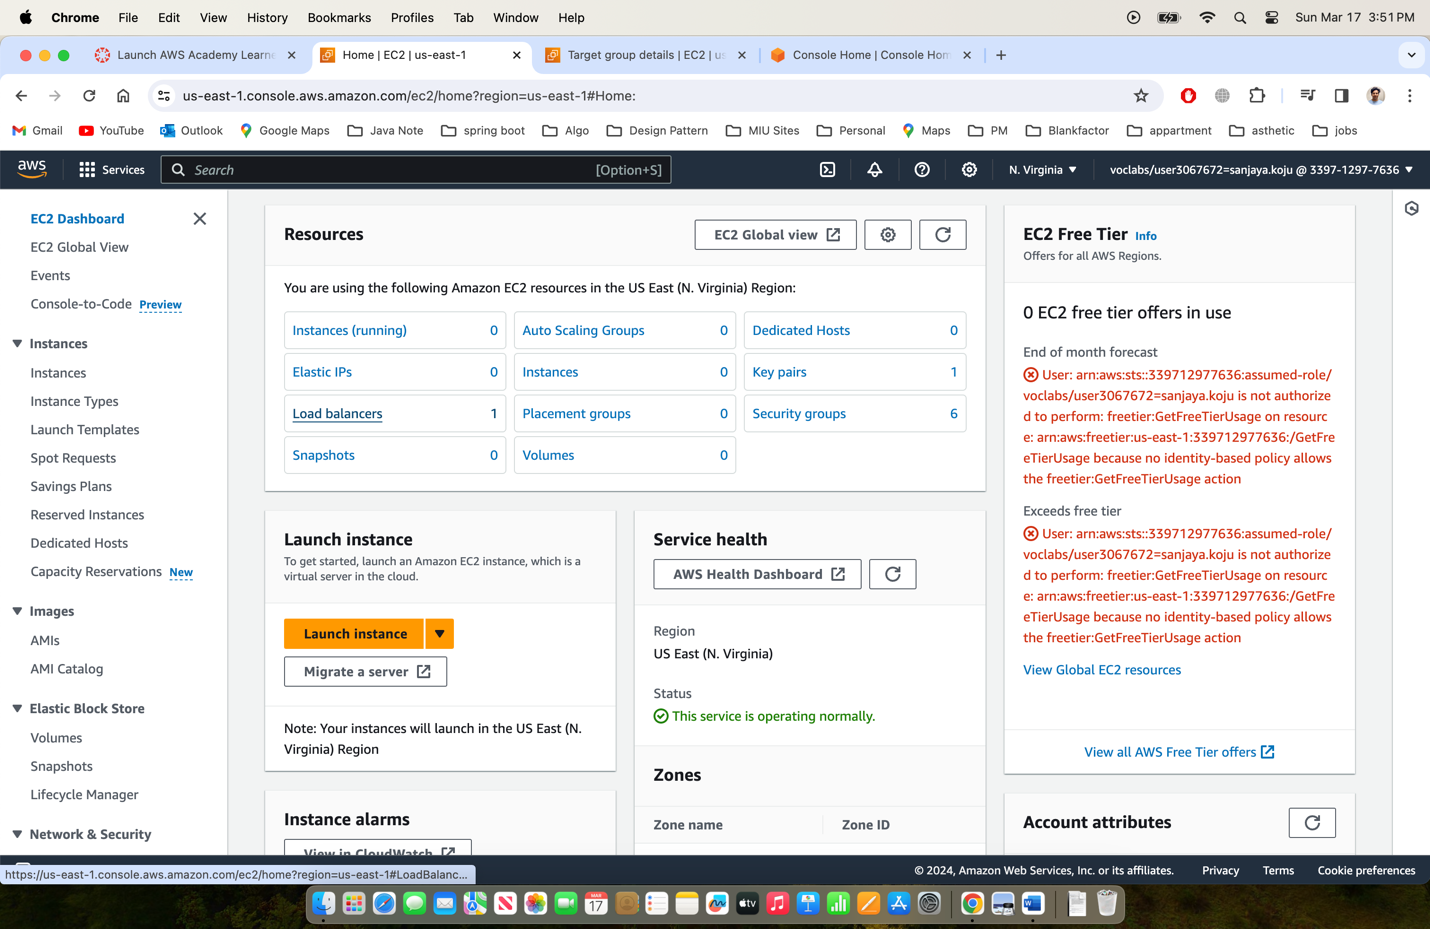 Chrome File Edit View History Bookmarks Profiles Tab Window Help
Sun Mar 17 3:51 PM
Launch AWS Academy Learne
Home | EC2 | us-east-1
Target group details | EC2 | us
Console Home | Console Hom
us-east-1.console.aws.amazon.com/ec2/home?region=us-east-1#Home:
Gmail YouTube Outlook Google Maps Java Note spring boot Algo Design Pattern MIU Sites Personal Maps PM Blankfactor appartment asthetic jobs
aws Services Search [Option+S] N. Virginia voclabs/user3067672=sanjaya.koju @ 3397-1297-7636
EC2 Dashboard
EC2 Global View
Events
Console-to-Code Preview
Instances
Instances
Instance Types
Launch Templates
Spot Requests
Savings Plans
Reserved Instances
Dedicated Hosts
Capacity Reservations New
Images
AMIs
AMI Catalog
Elastic Block Store
Volumes
Snapshots
Lifecycle Manager
Network & Security
Resources
EC2 Global view
You are using the following Amazon EC2 resources in the US East (N. Virginia) Region:
Instances (running) 0 Auto Scaling Groups 0 Dedicated Hosts 0
Elastic IPs 0 Instances 0 Key pairs 1
Load balancers 1 Placement groups 0 Security groups 6
Snapshots 0 Volumes 0
Launch instance
To get started, launch an Amazon EC2 instance, which is a
virtual server in the cloud.
Launch instance
Migrate a server
Note: Your instances will launch in the US East (N.
Virginia) Region
Instance alarms
View in CloudWatch
Service health
AWS Health Dashboard
Region
US East (N. Virginia)
Status
This service is operating normally.
Zones
Zone name Zone ID
EC2 Free Tier Info
Offers for all AWS Regions.
0 EC2 free tier offers in use
End of month forecast
User: arn:aws:sts::339712977636:assumed-role/
voclabs/user3067672=sanjaya.koju is not authorize
d to perform: freetier:GetFreeTierUsage on resourc
e: arn:aws:freetier:us-east-1:339712977636:/GetFre
eTierUsage because no identity-based policy allows
the freetier:GetFreeTierUsage action
Exceeds free tier
User: arn:aws:sts::339712977636:assumed-role/
voclabs/user3067672=sanjaya.koju is not authorize
d to perform: freetier:GetFreeTierUsage on resourc
e: arn:aws:freetier:us-east-1:339712977636:/GetFre
eTierUsage because no identity-based policy allows
the freetier:GetFreeTierUsage action
View Global EC2 resources
View all AWS Free Tier offers
Account attributes
https://us-east-1.console.aws.amazon.com/ec2/home?region=us-east-1#LoadBalanc...
© 2024, Amazon Web Services, Inc. or its affiliates. Privacy Terms Cookie preferences
MAR
17
tv